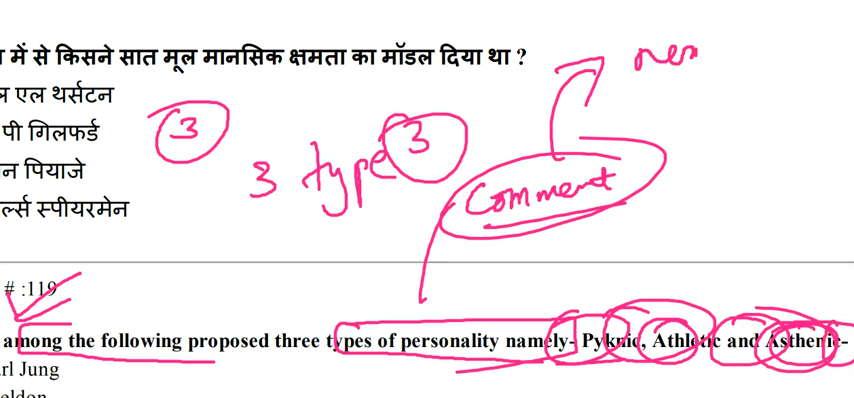 में से किसने सात मूल मानसिक क्षमता का मॉडल दिया था ?
एल थर्सटन
पी गिलफर्ड
पियाजे
स्पीयरमेन
3
3 type 3
Comment
# :119
among the following proposed three types of personality namely- Pyknic, Athletic and Asthenic-
Jung